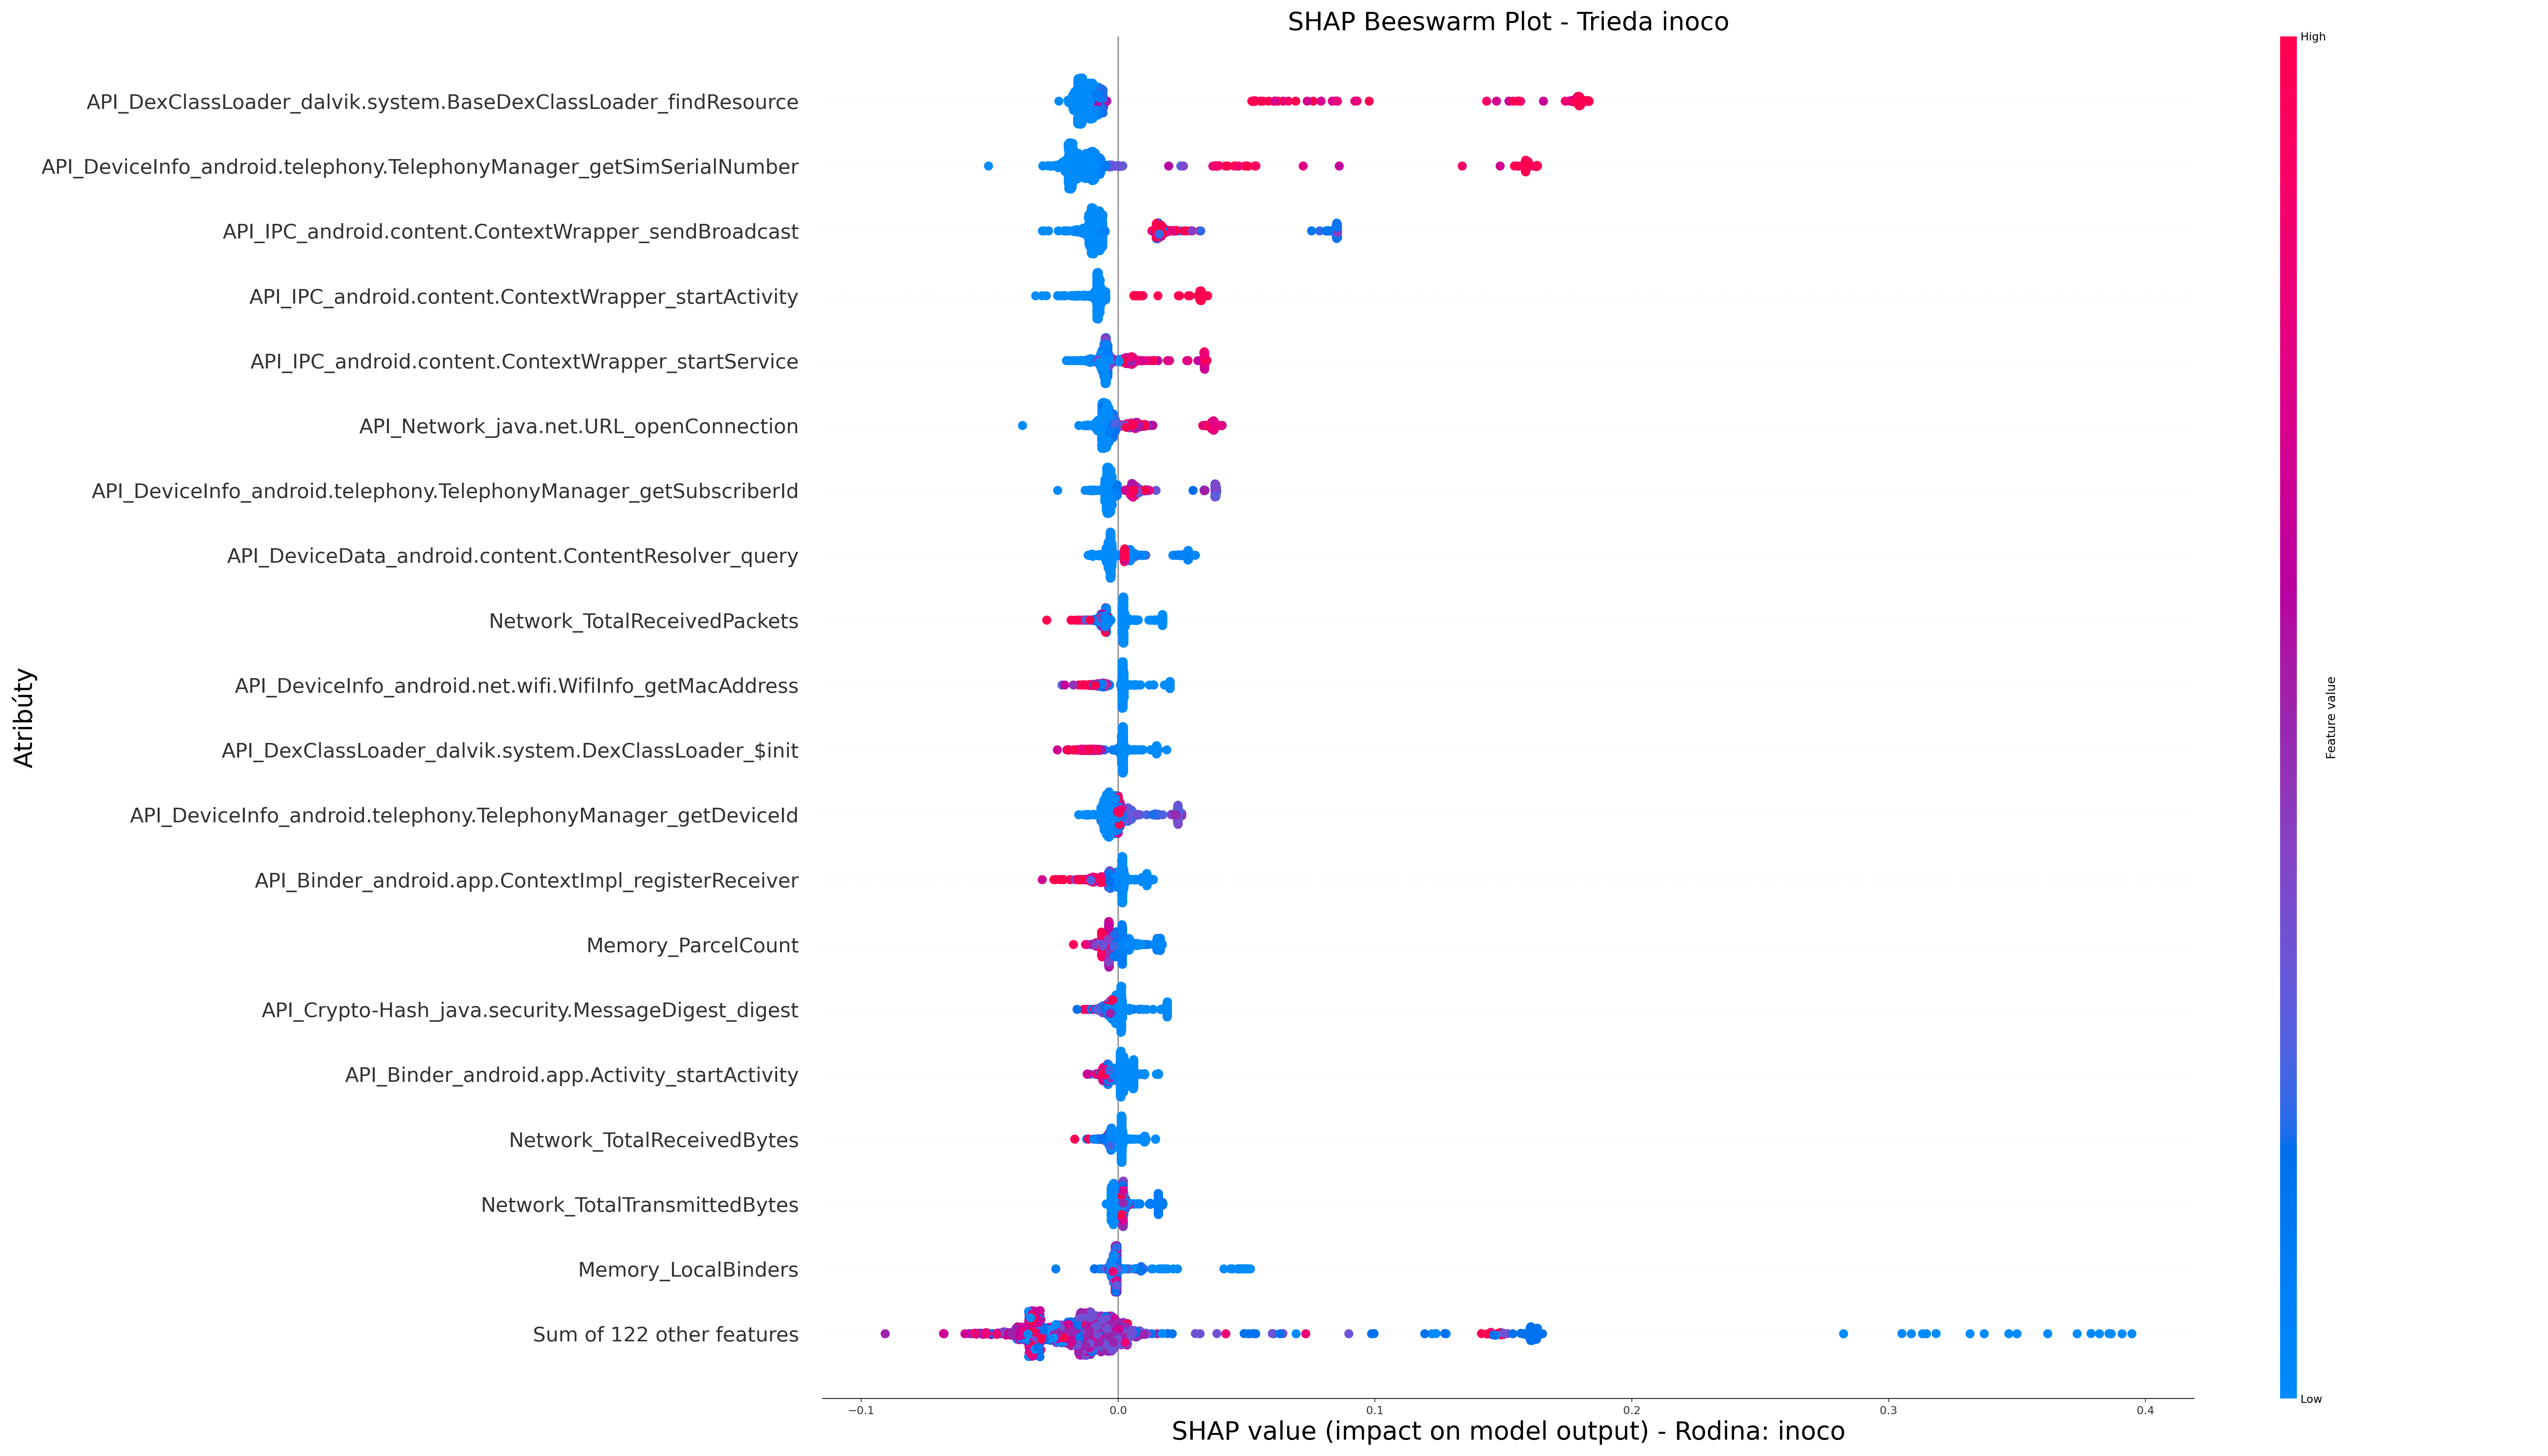 SHAP Beeswarm Plot - Trieda inoco
High
API_DexClassLoader_dalvik.system.BaseDexClassLoader_findResource
API_DeviceInfo_android.telephony.TelephonyManager_getSimSerialNumber
API_IPC_android.content.ContextWrapper_sendBroadcast
API_IPC_android.content.ContextWrapper_startActivity
API_IPC_android.content.ContextWrapper_startService
API_Network_java.net.URL_openConnection
API_DeviceInfo_android.telephony.TelephonyManager_getSubscriberId
API_DeviceData_android.content.ContentResolver_query
Network_TotalReceivedPackets
API_DeviceInfo_android.net.wifi.WifiInfo_getMacAddress
API_DexClassLoader_dalvik.system.DexClassLoader_$init
API_DeviceInfo_android.telephony.TelephonyManager_getDeviceId
API_Binder_android.app.ContextImpl_registerReceiver
Memory_ParcelCount
API_Crypto-Hash_java.security.MessageDigest_digest
API_Binder_android.app.Activity_startActivity
Network_TotalReceivedBytes
Network_TotalTransmittedBytes
Memory_LocalBinders
Sum of 122 other features
Atribúty
Feature value
Low
−0.1 0.0 0.1 0.2 0.3 0.4
SHAP value (impact on model output) - Rodina: inoco